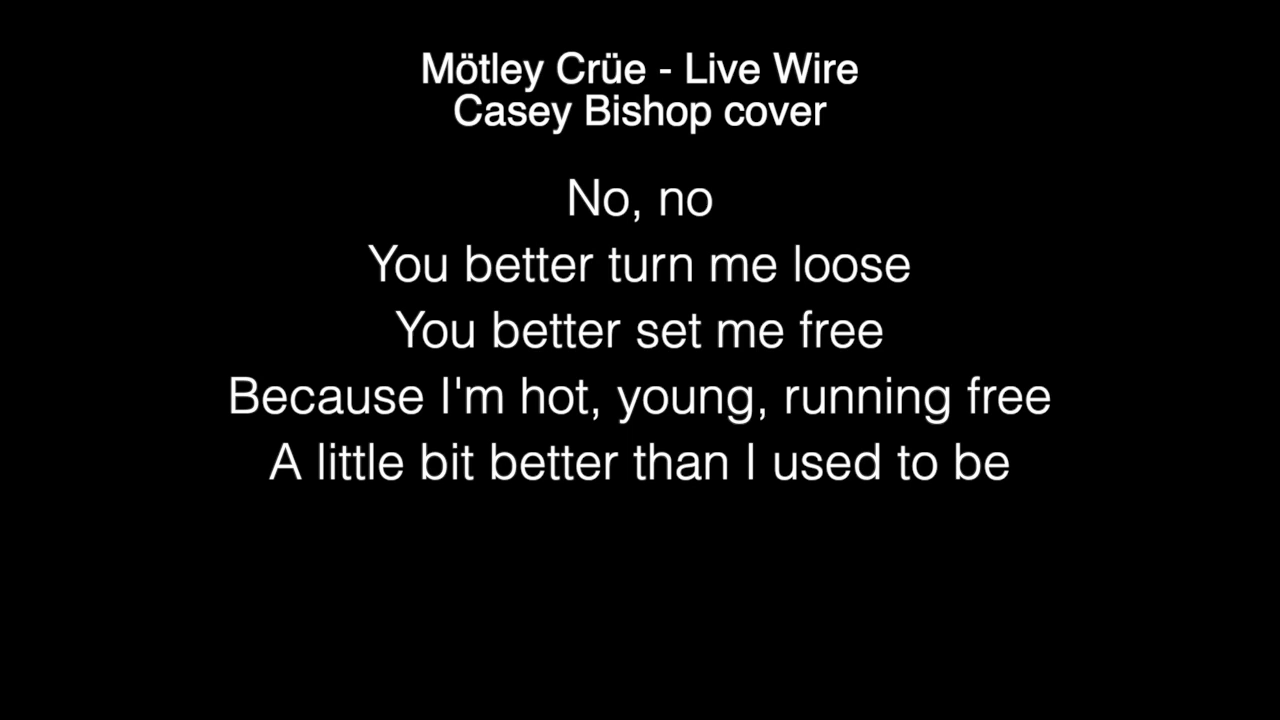 Mötley Crüe - Live Wire
Casey Bishop cover
No, no
You better turn me loose
You better set me free
Because I'm hot, young, running free
A little bit better than I used to be